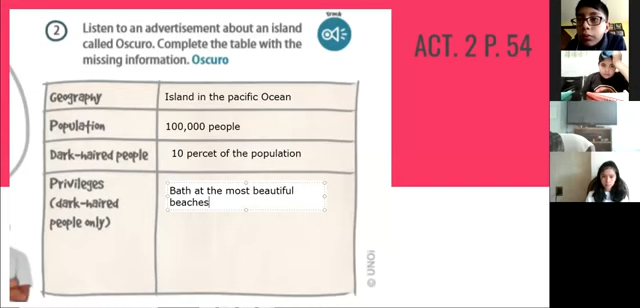 2
Listen to an advertisement about an island
called Oscuro. Complete the table with the
missing information. Oscuro
ACT. 2 P. 54
Geography
Island in the pacific Ocean
Population
100,000 people
Dark-haired people
10 percet of the population
Privileges
(dark-haired
people only)
Bath at the most beautiful
beaches
© UNOi